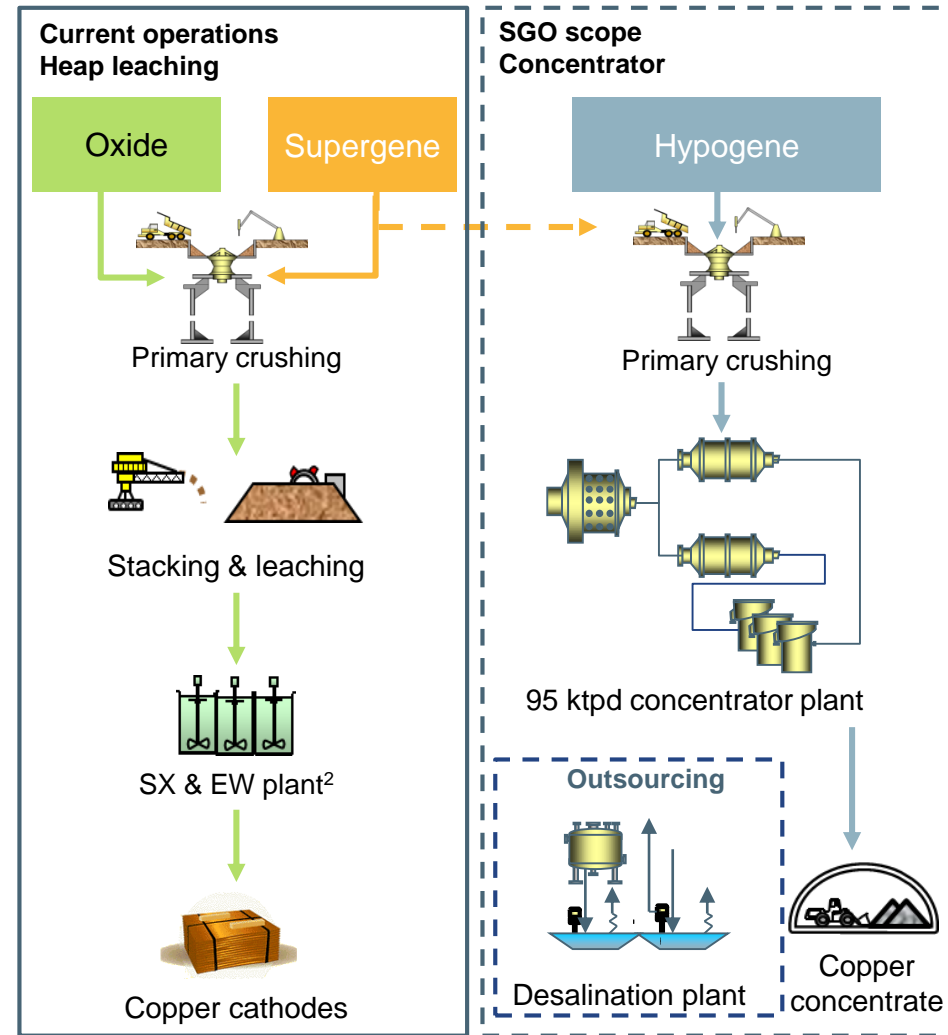 Current operations
Heap leaching
Oxide
Supergene
Primary crushing
Stacking & leaching
SX & EW plant²
Copper cathodes
SGO scope
Concentrator
Hypogene
Primary crushing
95 ktpd concentrator plant
Outsourcing
Desalination plant
Copper
concentrate